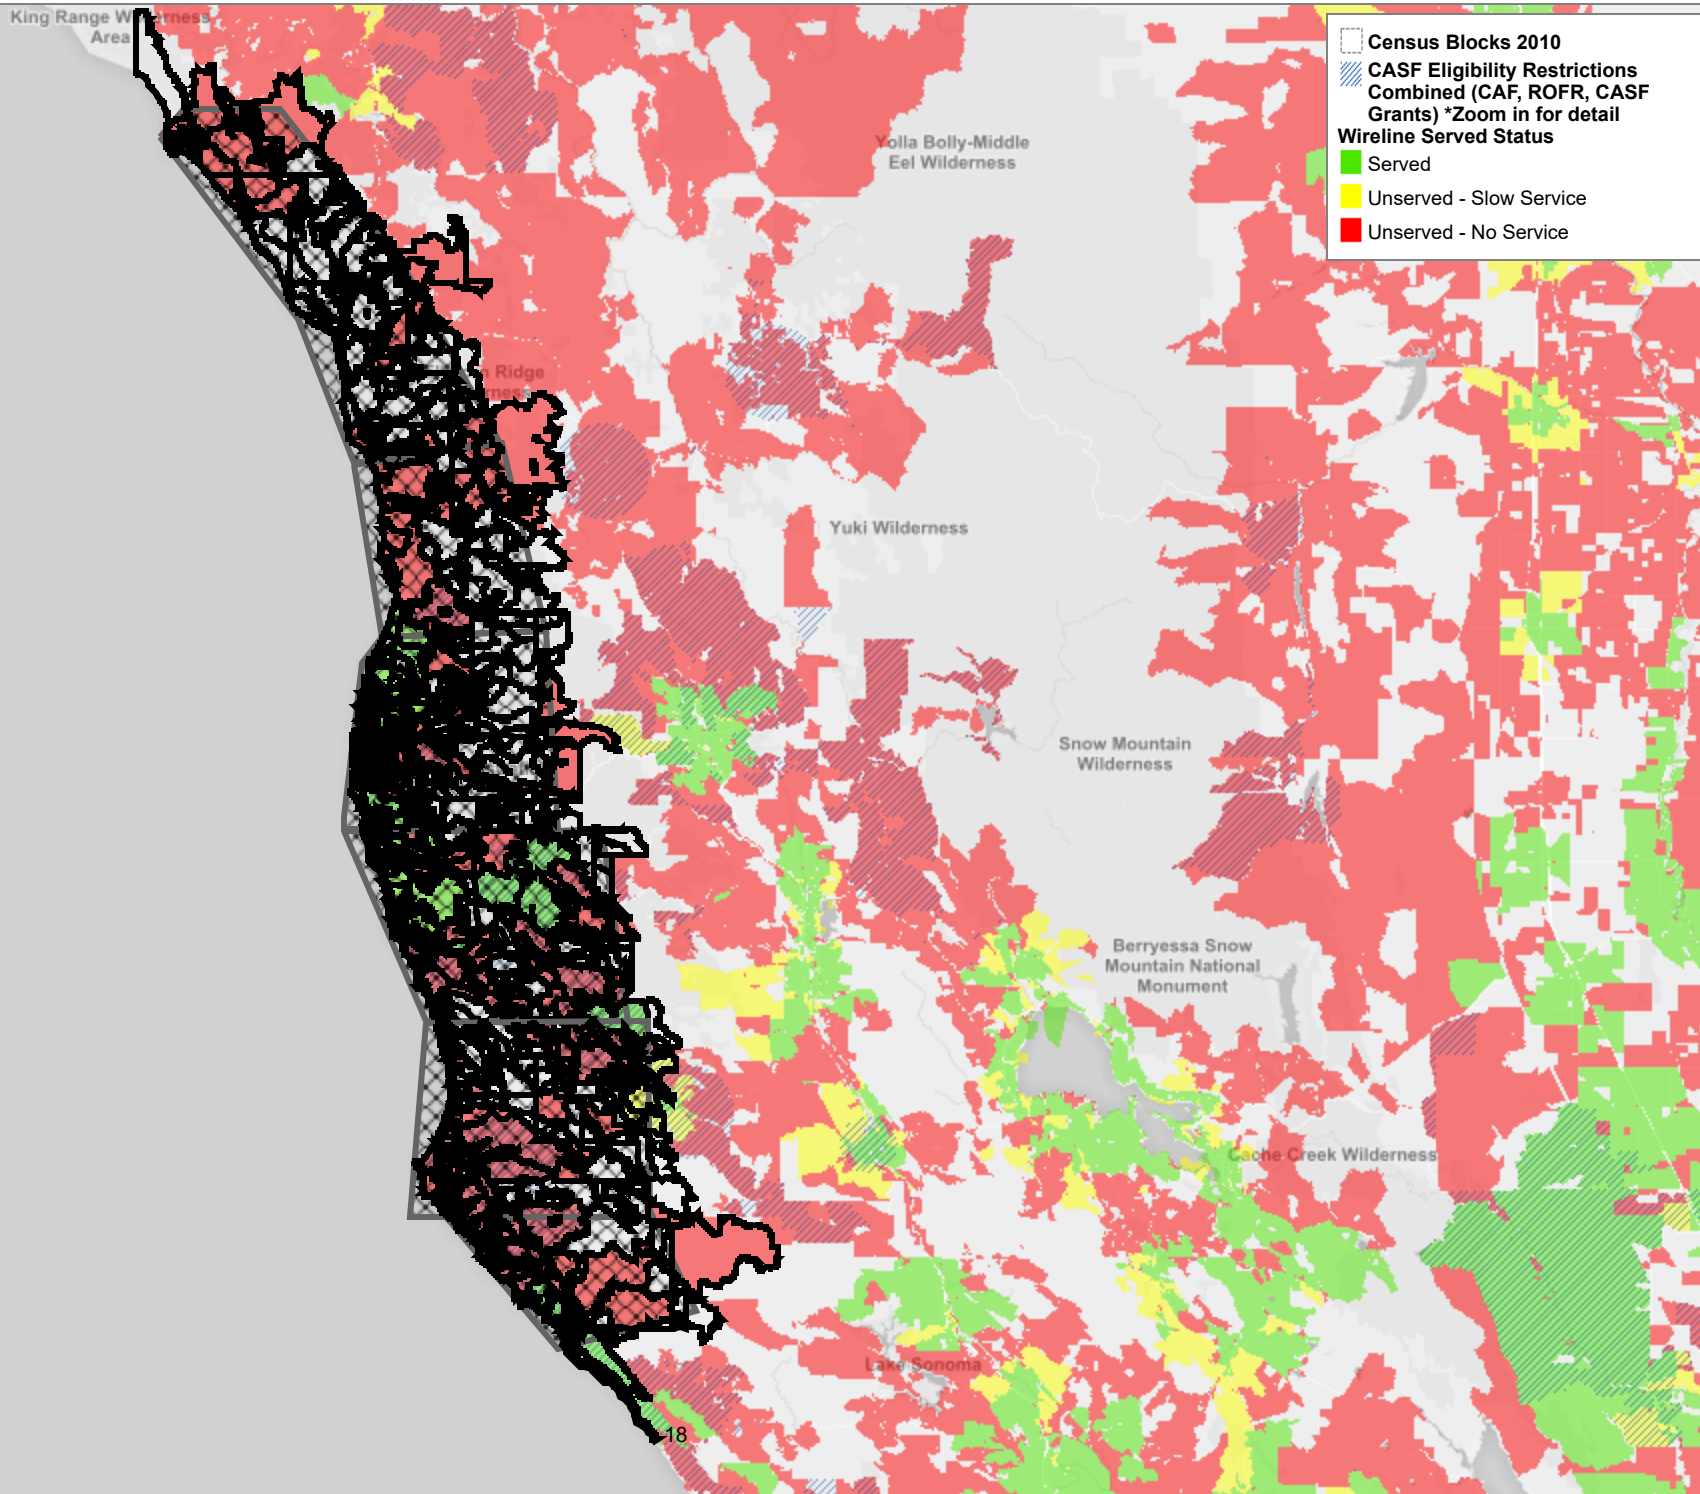 King Range Wilderness
Area
Census Blocks 2010
CASF Eligibility Restrictions
Combined (CAF, ROFR, CASF
Grants) *Zoom in for detail
Wireline Served Status
Served
Unserved - Slow Service
Unserved - No Service
Yolla Bolly-Middle
Eel Wilderness
Ridge
Yuki Wilderness
Snow Mountain
Wilderness
Berryessa Snow
Mountain National
Monument
Cache Creek Wilderness
Lake Sonoma
18